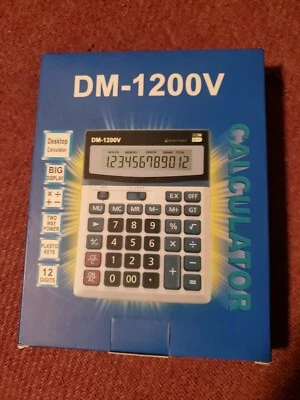 DM-1200V
Desktop
Calculator
BIG
DISPLAY
+ -
× ÷
TWO
WAY
POWER
PLASTIC
KEYS
12
DIGITS
CALCULATOR
DM-1200V
123456789012
EX OFF
MU MC MR M- M+ GT
7 8 9 % √
4 5 6 × ÷
1 2 3 + -
0 00 . =